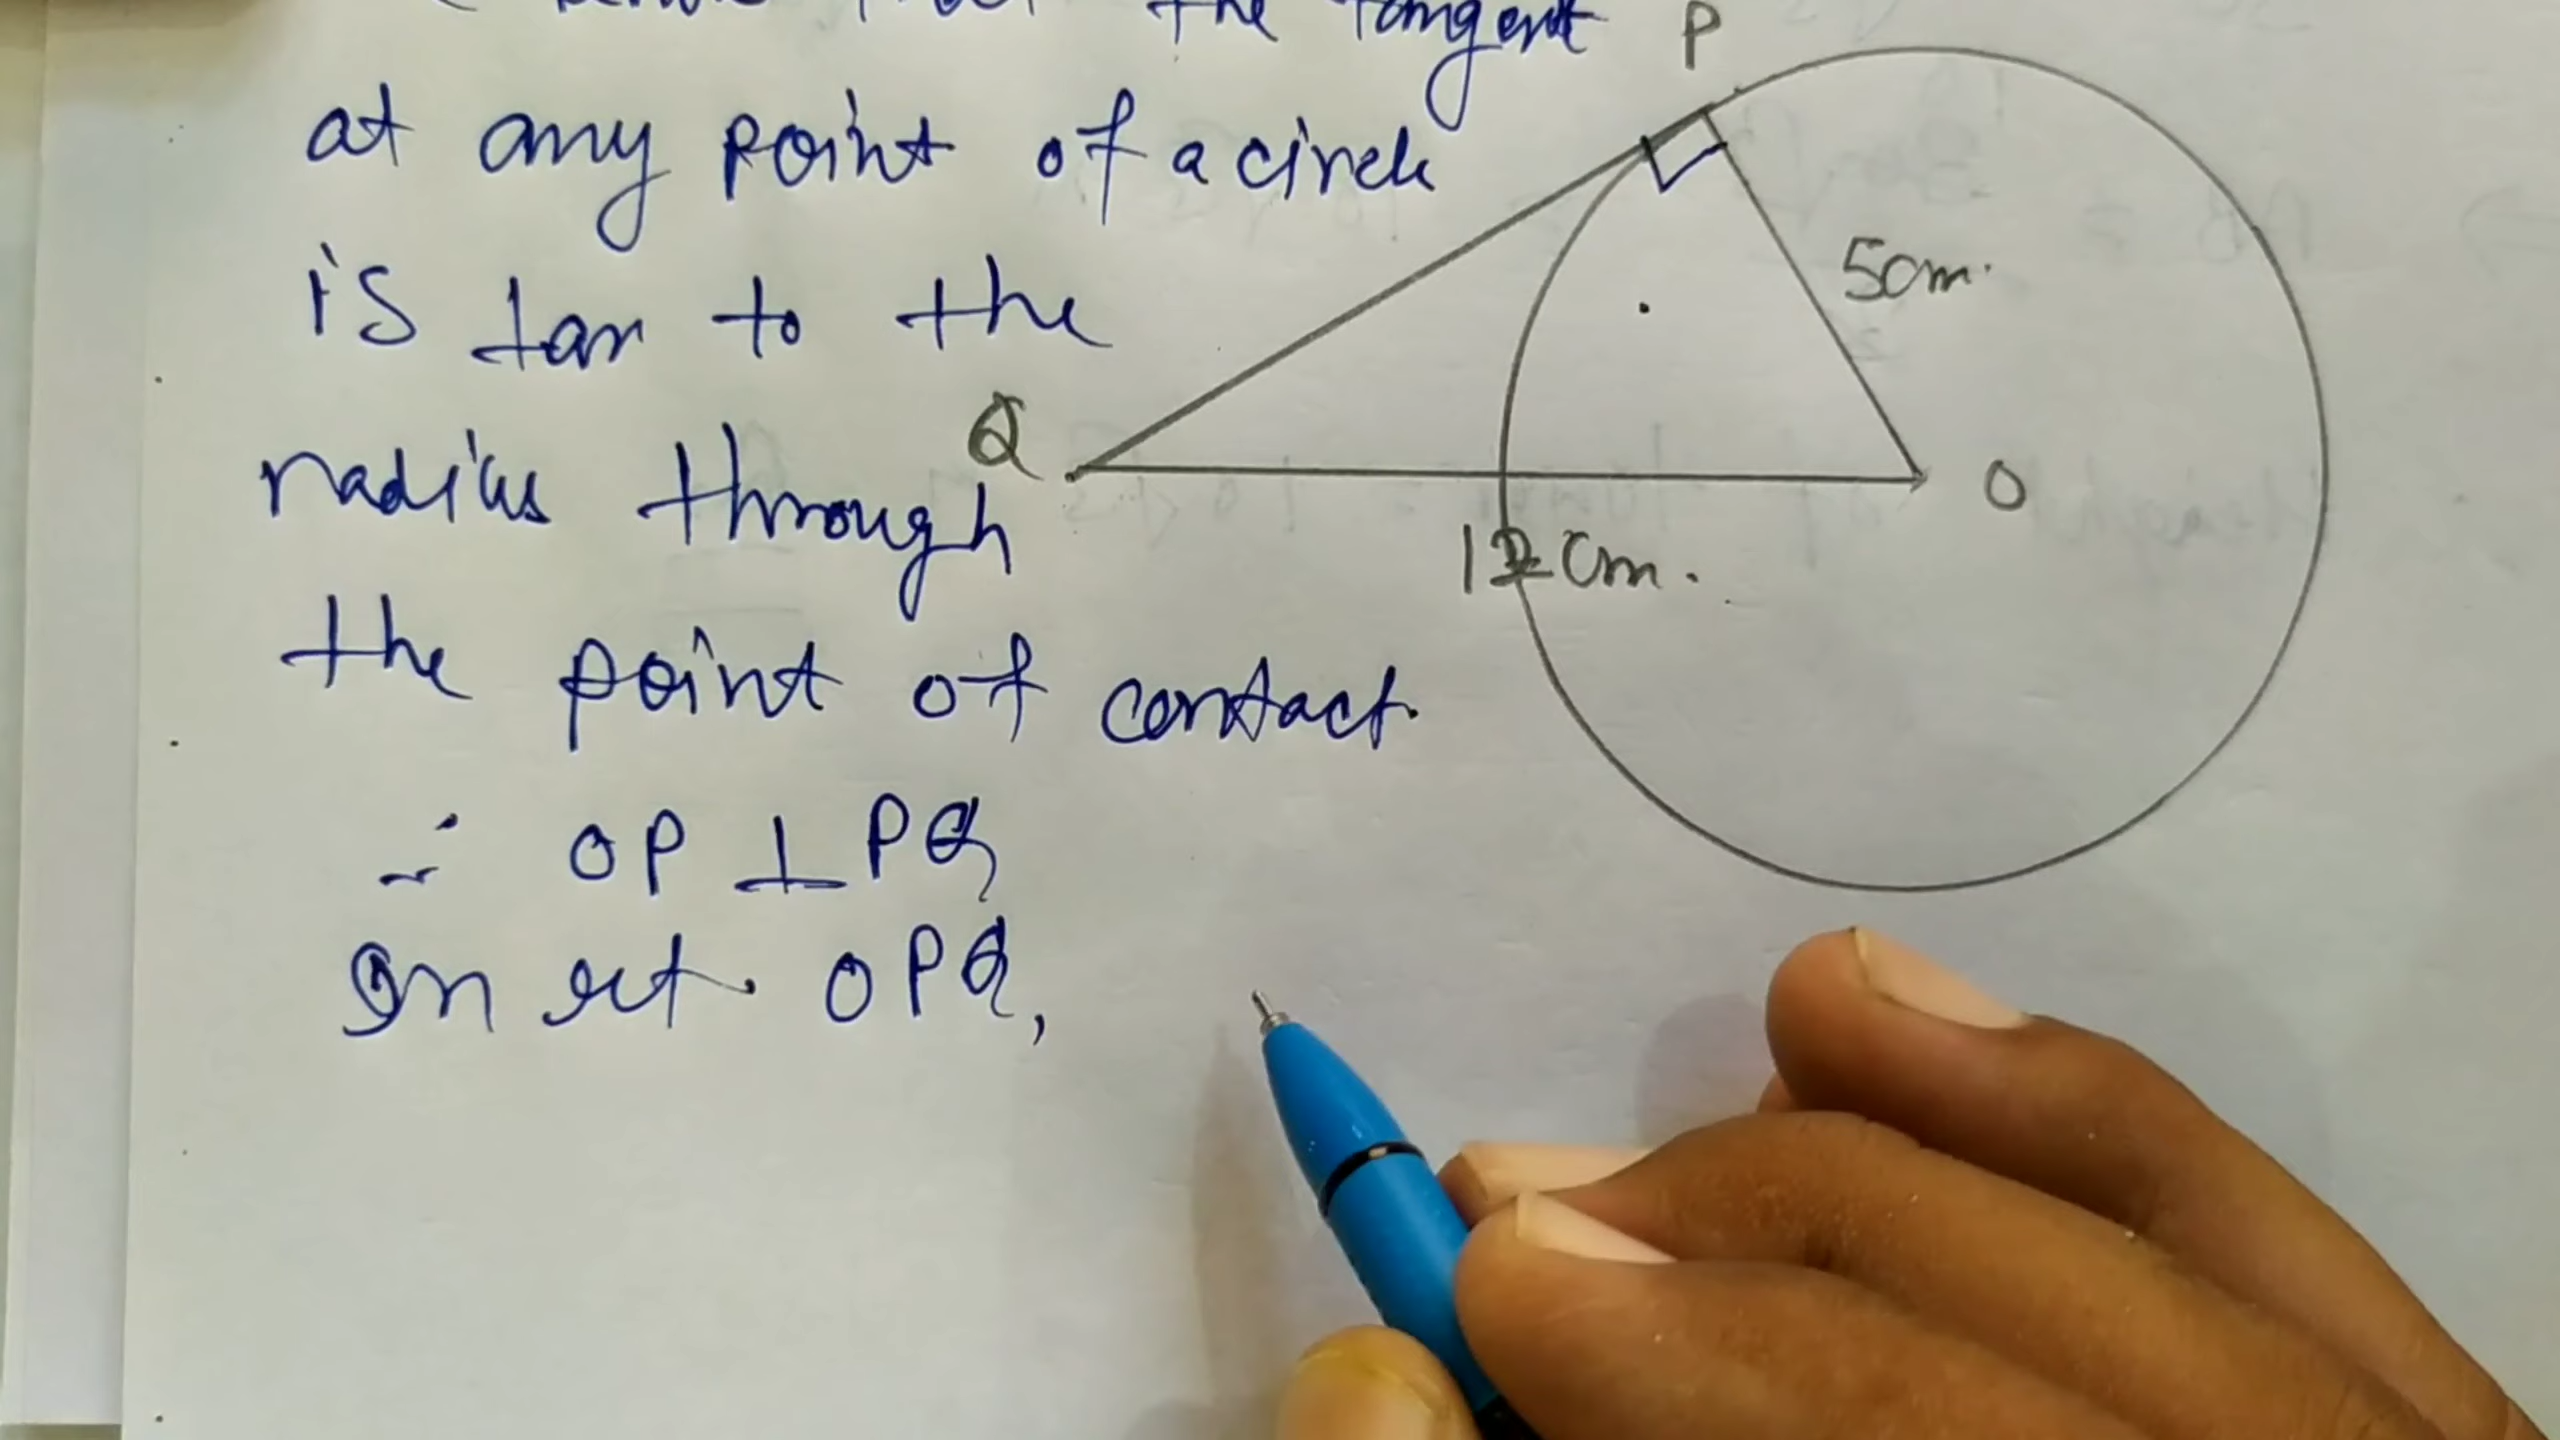 the tangent
at any point of a circle
is ⊥ar to the
radius through
the point of contact.
∴ OP ⊥ PQ
In rt. OPQ,
P
5cm.
Q
O
12cm.